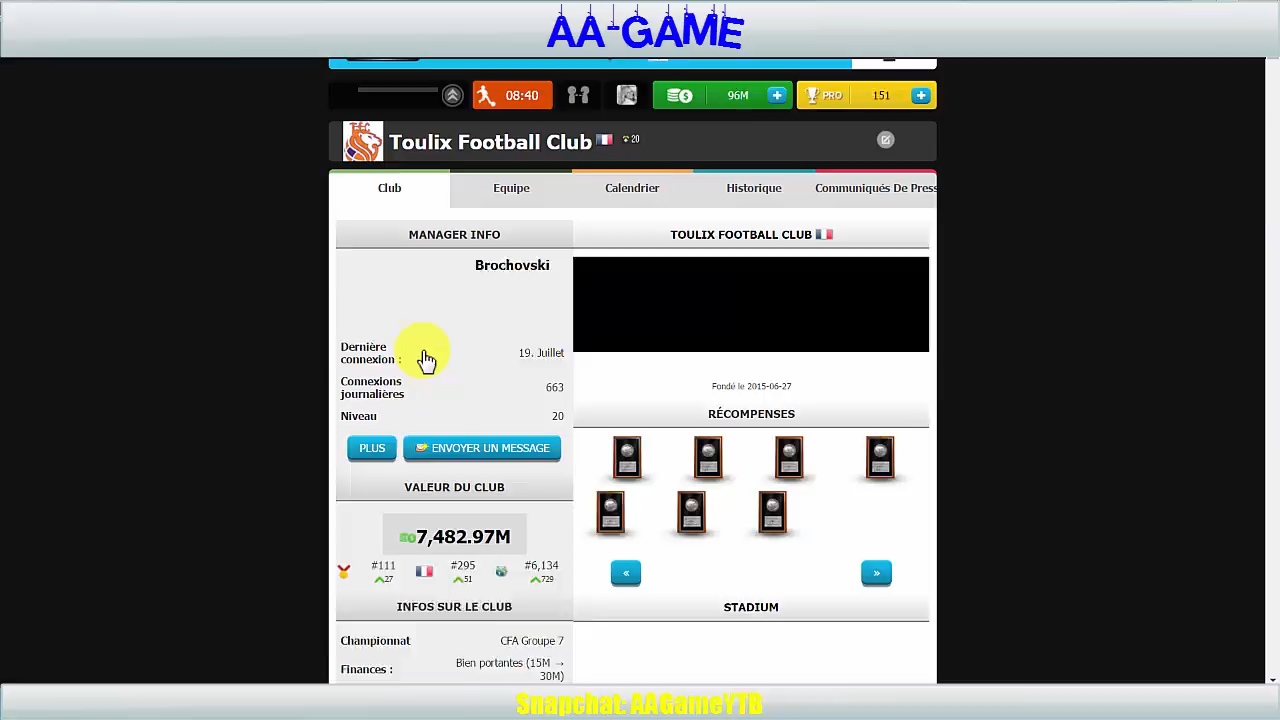 AA-GAME
08:40
96M
PRO 151
Toulix Football Club 20
Club Equipe Calendrier Historique Communiqués De Press
MANAGER INFO
Brochovski
Dernière
connexion : 19. Juillet
Connexions
journalières 663
Niveau 20
PLUS ENVOYER UN MESSAGE
VALEUR DU CLUB
7,482.97M
#111 #295 #6,134
27 51 729
INFOS SUR LE CLUB
Championnat CFA Groupe 7
Finances : Bien portantes (15M →
30M)
TOULIX FOOTBALL CLUB
Fondé le 2015-06-27
RÉCOMPENSES
« »
STADIUM
Snapchat: AAGameYTB